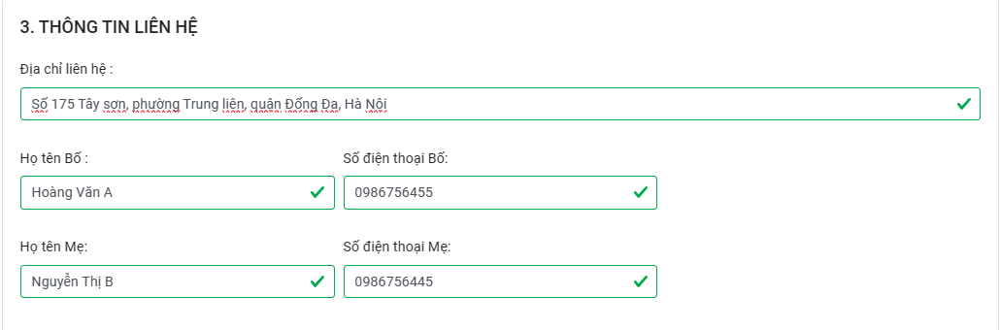 3. THÔNG TIN LIÊN HỆ
Địa chỉ liên hệ :
Số 175 Tây sơn, phường Trung liên, quân Đống Đa, Hà Nội
Họ tên Bố :
Số điện thoại Bố:
Hoàng Văn A
0986756455
Họ tên Mẹ:
Số điện thoại Mẹ:
Nguyễn Thị B
0986756445